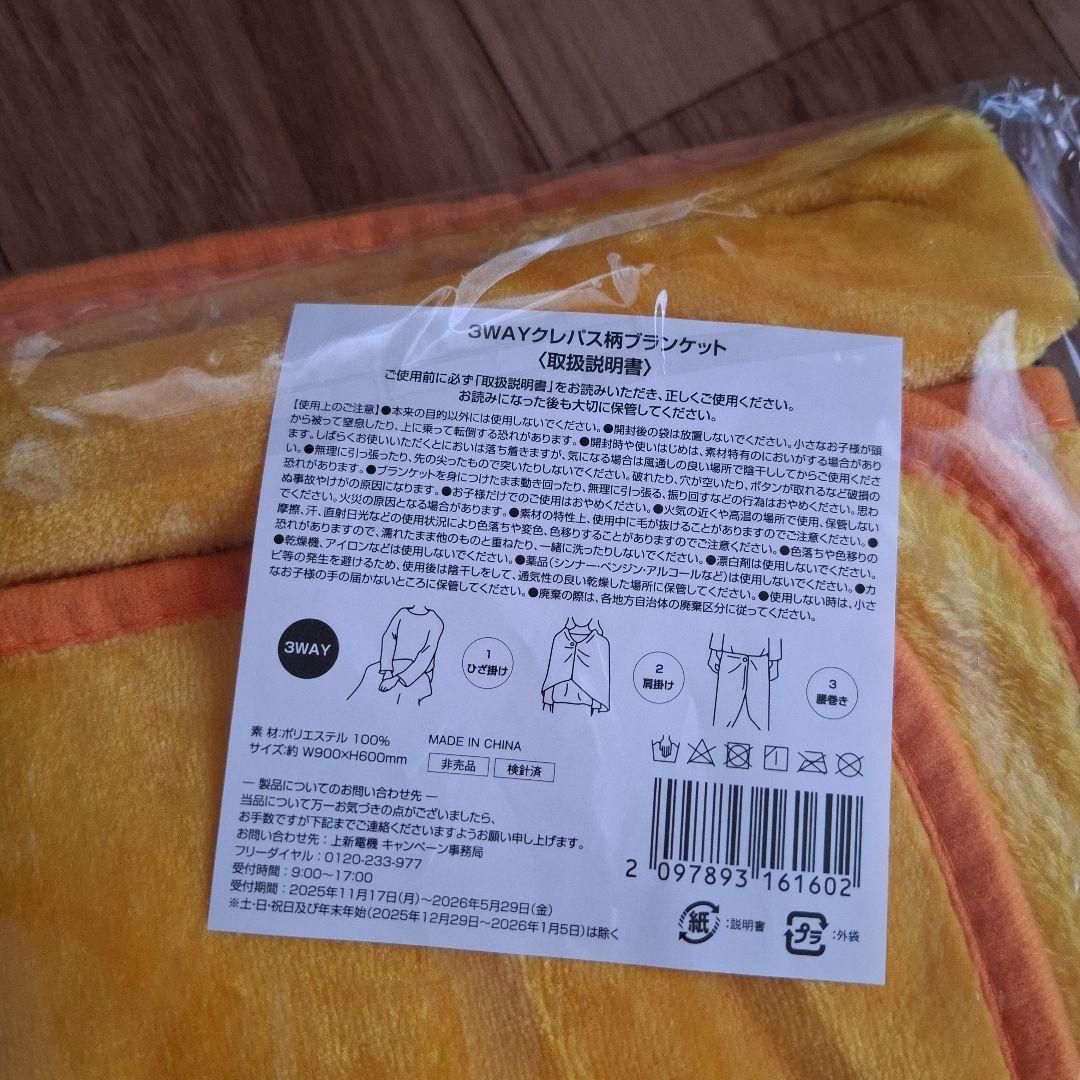 3WAYクレパス柄ブランケット
〈取扱説明書〉
ご使用前に必ず「取扱説明書」をお読みいただき、正しくご使用ください。
お読みになった後も大切に保管してください。
【使用上のご注意】●本来の目的以外には使用しないでください。●開封後の袋は放置しないでください。小さなお子様が頭
から被って窒息したり、上に乗って転倒する恐れがあります。●開封時や使いはじめは、素材特有のにおいがする場合があり
ます。しばらくお使いいただくとにおいは落ち着きますが、気になる場合は風通しの良い場所で陰干ししてからご使用くださ
い。●無理に引っ張ったり、先の尖ったもので突いたりしないでください。破れたり、穴が空いたり、ボタンが取れるなど破損の
恐れがあります。●ブランケットを身につけたまま動き回ったり、無理に引っ張る、振り回すなどの行為はおやめください。思わ
ぬ事故やけがの原因になります。●お子様だけでのご使用はおやめください。●火気の近くや高温の場所で使用、保管しない
でください。火災の原因となる場合があります。●素材の特性上、使用中に毛が抜けることがありますのでご注意ください。●
摩擦、汗、直射日光などの使用状況により色落ちや変色、色移りすることがありますのでご注意ください。●色落ちや色移りの
恐れがありますので、濡れたまま他のものと重ねたり、一緒に洗ったりしないでください。●漂白剤は使用しないでください。
●乾燥機、アイロンなどは使用しないでください。●薬品(シンナー・ベンジン・アルコールなど)は使用しないでください。●カ
ビ等の発生を避けるため、使用後は陰干しをして、通気性の良い乾燥した場所に保管してください。●使用しない時は、小さ
なお子様の手の届かないところに保管してください。●廃棄の際は、各地方自治体の廃棄区分に従ってください。
3WAY
1
ひざ掛け
2
肩掛け
3
腰巻き
素 材:ポリエステル 100%
サイズ:約 W900×H600mm
MADE IN CHINA
非売品
検針済
― 製品についてのお問い合わせ先 ―
当品について万一お気づきの点がございましたら、
お手数ですが下記までご連絡くださいますようお願い申し上げます。
お問い合わせ先：上新電機 キャンペーン事務局
フリーダイヤル：0120-233-977
受付時間：9:00〜17:00
受付期間：2025年11月17日(月)〜2026年5月29日(金)
※土・日・祝日及び年末年始(2025年12月29日〜2026年1月5日)は除く
2 097893 161602
紙 :説明書
プラ :外袋